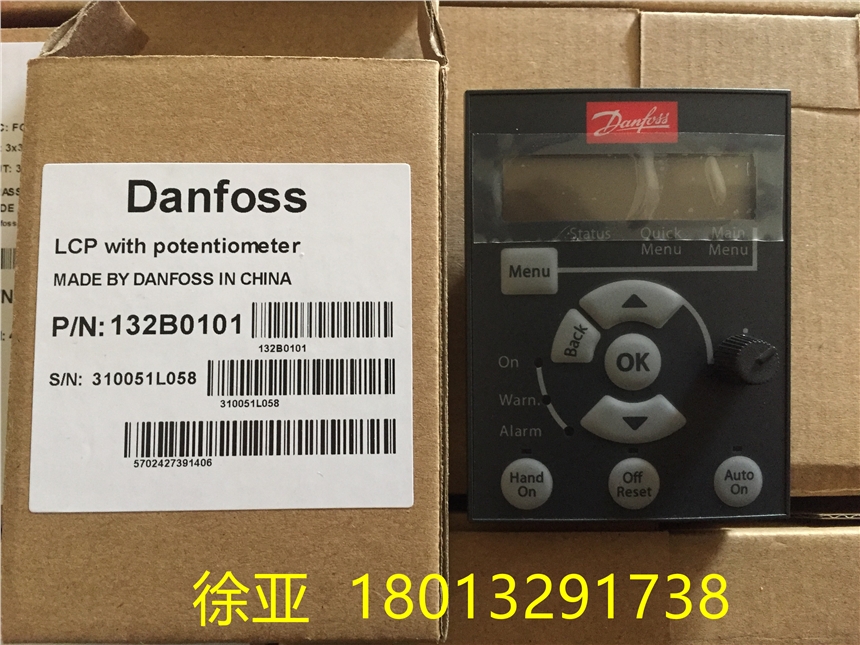 Danfoss
LCP with potentiometer
MADE BY DANFOSS IN CHINA
P/N: 132B0101
132B0101
S/N: 310051L058
310051L058
5702427391406
Danfoss
Status
Quick Menu
Main Menu
Menu
Back
OK
On
Warn.
Alarm
Hand On
Off Reset
Auto On
徐亚 18013291738